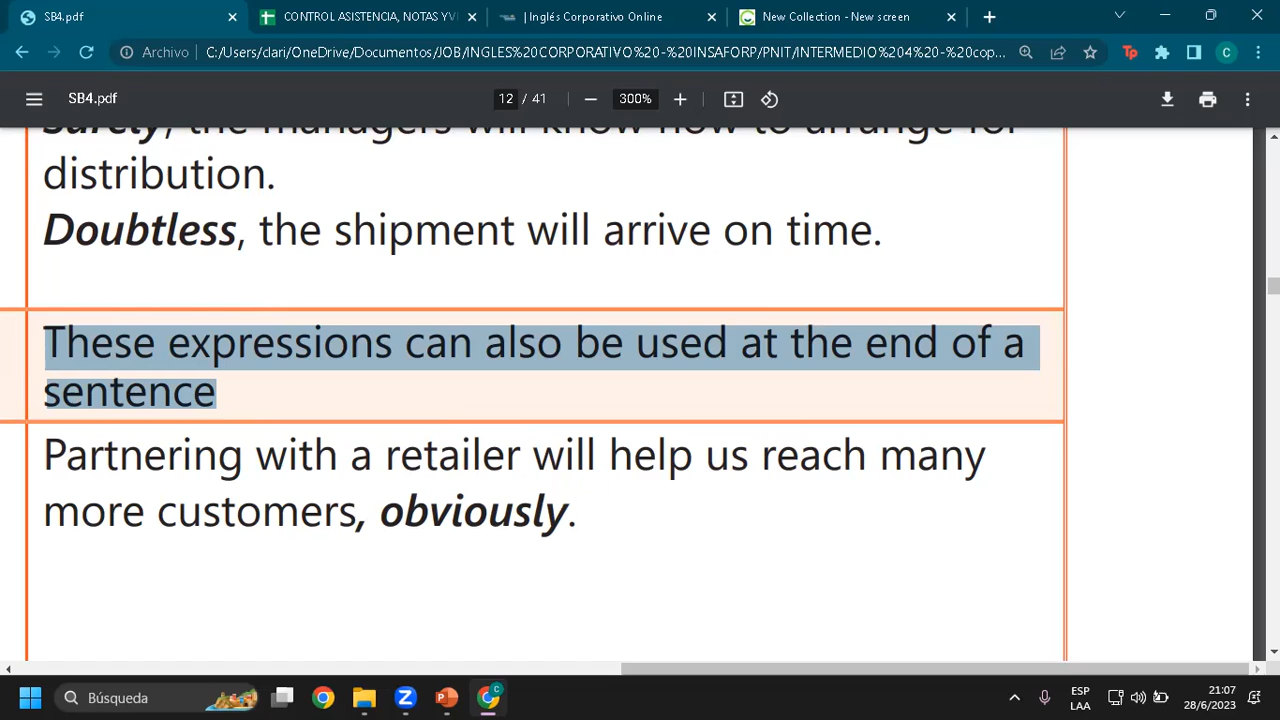 SB4.pdf
CONTROL ASISTENCIA, NOTAS YVI
| Inglés Corporativo Online
New Collection - New screen
Archivo
C:/Users/clari/OneDrive/Documentos/JOB/INGLES%20CORPORATIVO%20-%20INSAFORP/PNIT/INTERMEDIO%204%20-%20cop...
C
SB4.pdf
12 / 41
300%
Surely, the managers will know how to arrange for
distribution.
Doubtless, the shipment will arrive on time.
These expressions can also be used at the end of a
sentence
Partnering with a retailer will help us reach many
more customers, obviously.
Búsqueda
ESP
LAA
21:07
28/6/2023